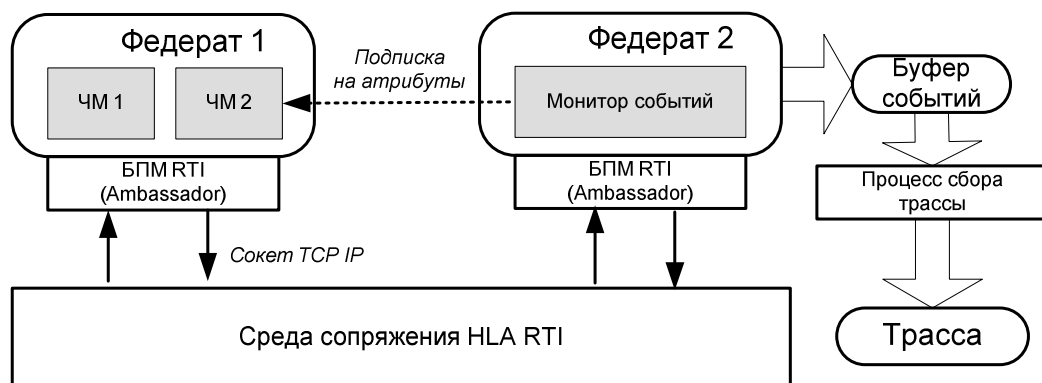 Федерат 1
ЧМ 1
ЧМ 2
БПМ RTI
(Ambassador)
Подписка
на атрибуты
Федерат 2
Монитор событий
БПМ RTI
(Ambassador)
Буфер
событий
Процесс сбора
трассы
Трасса
Сокет TCP IP
Среда сопряжения HLA RTI